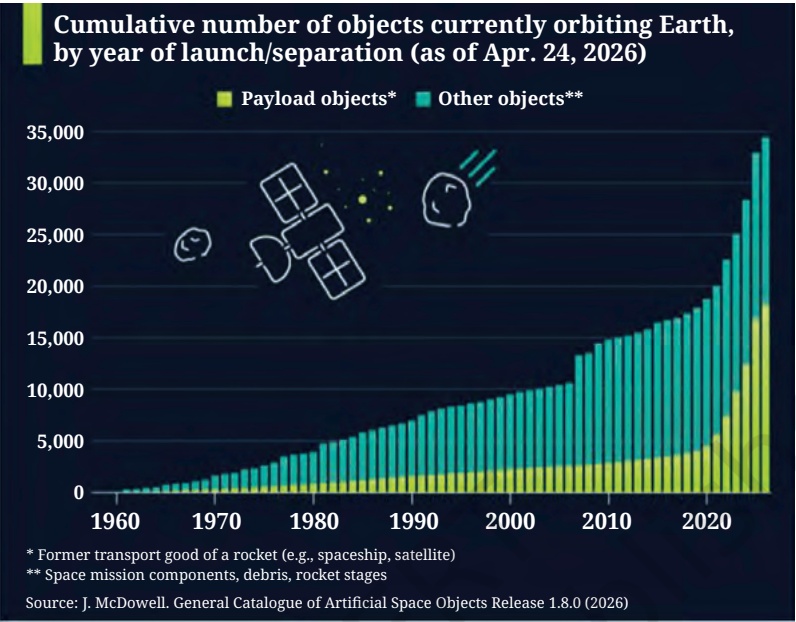 Cumulative number of objects currently orbiting Earth,
by year of launch/separation (as of Apr. 24, 2026)
Payload objects* Other objects**
35,000
30,000
25,000
20,000
15,000
10,000
5,000
0
1960 1970 1980 1990 2000 2010 2020
* Former transport good of a rocket (e.g., spaceship, satellite)
** Space mission components, debris, rocket stages
Source: J. McDowell. General Catalogue of Artificial Space Objects Release 1.8.0 (2026)